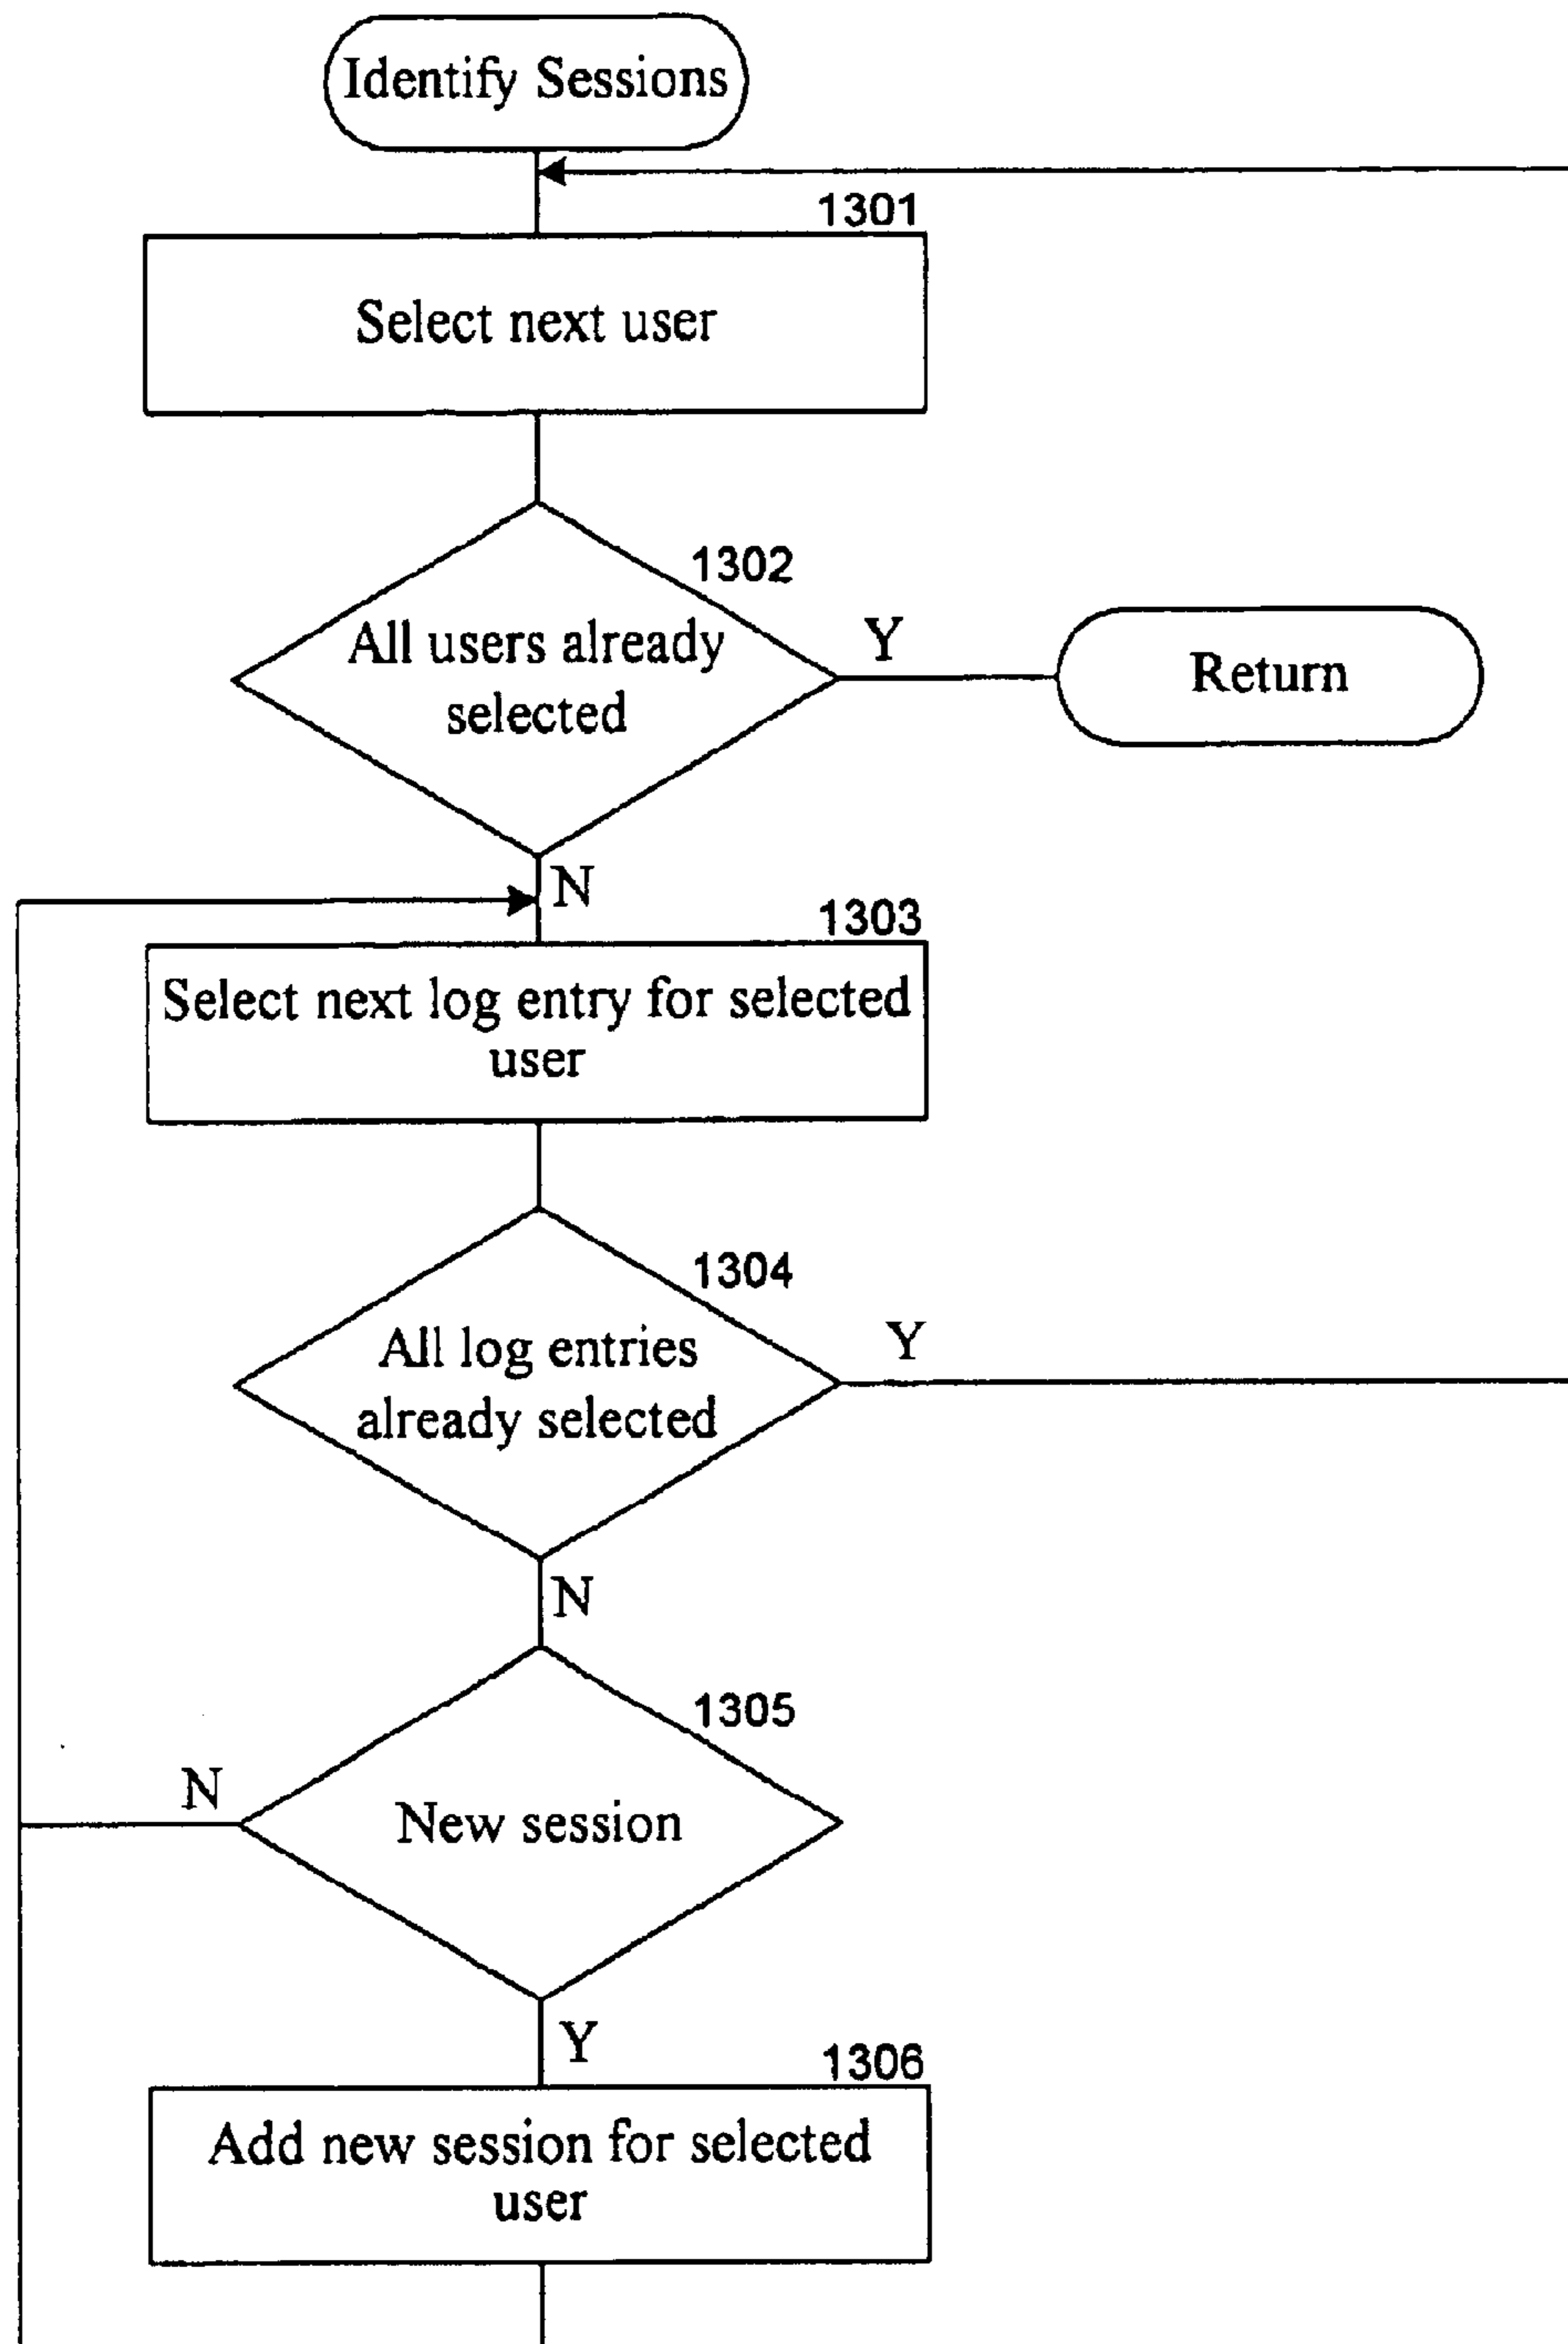 Identify Sessions
1301
Select next user
1302
All users already
selected
Y
Return
N
1303
Select next log entry for selected
user
1304
All log entries
already selected
Y
N
1305
New session
N
Y
1306
Add new session for selected
user